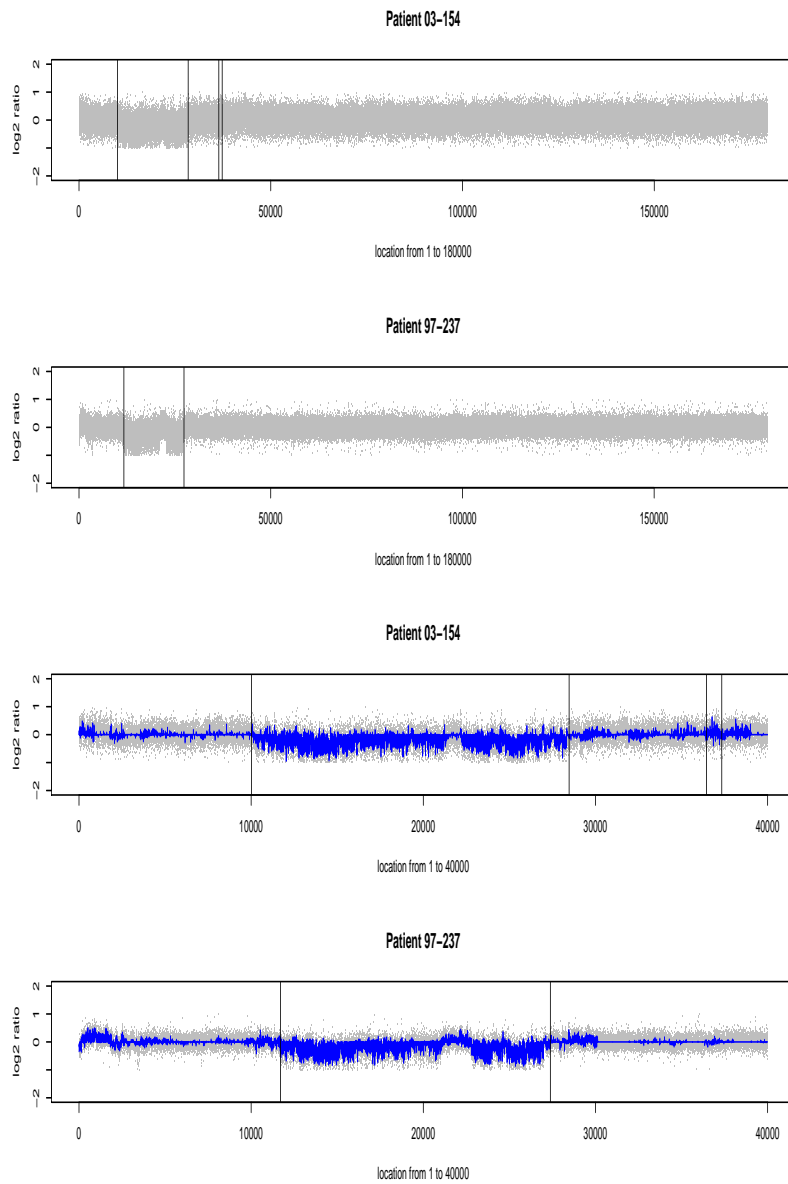 Patient 03−154
log2 ratio
2
1
0
−2
0 50000 100000 150000
location from 1 to 180000
Patient 97−237
log2 ratio
2
1
0
−2
0 50000 100000 150000
location from 1 to 180000
Patient 03−154
log2 ratio
2
1
0
−2
0 10000 20000 30000 40000
location from 1 to 40000
Patient 97−237
log2 ratio
2
1
0
−2
0 10000 20000 30000 40000
location from 1 to 40000